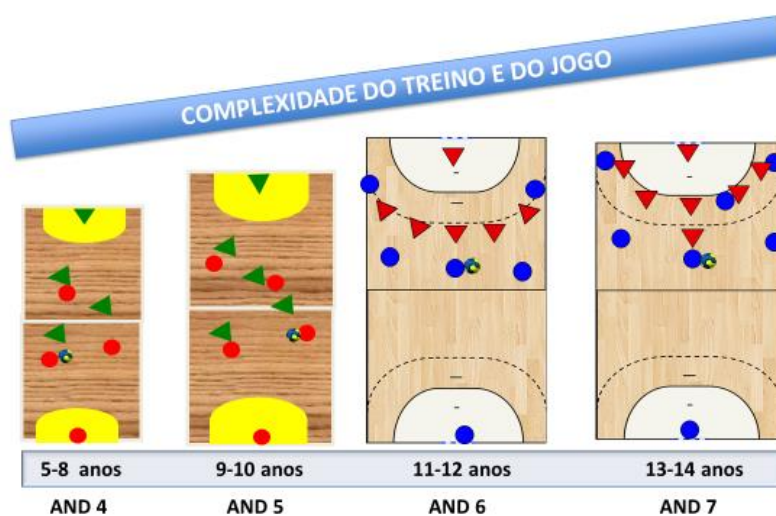 COMPLEXIDADE DO TREINO E DO JOGO
5-8 anos 9-10 anos 11-12 anos 13-14 anos
AND 4 AND 5 AND 6 AND 7